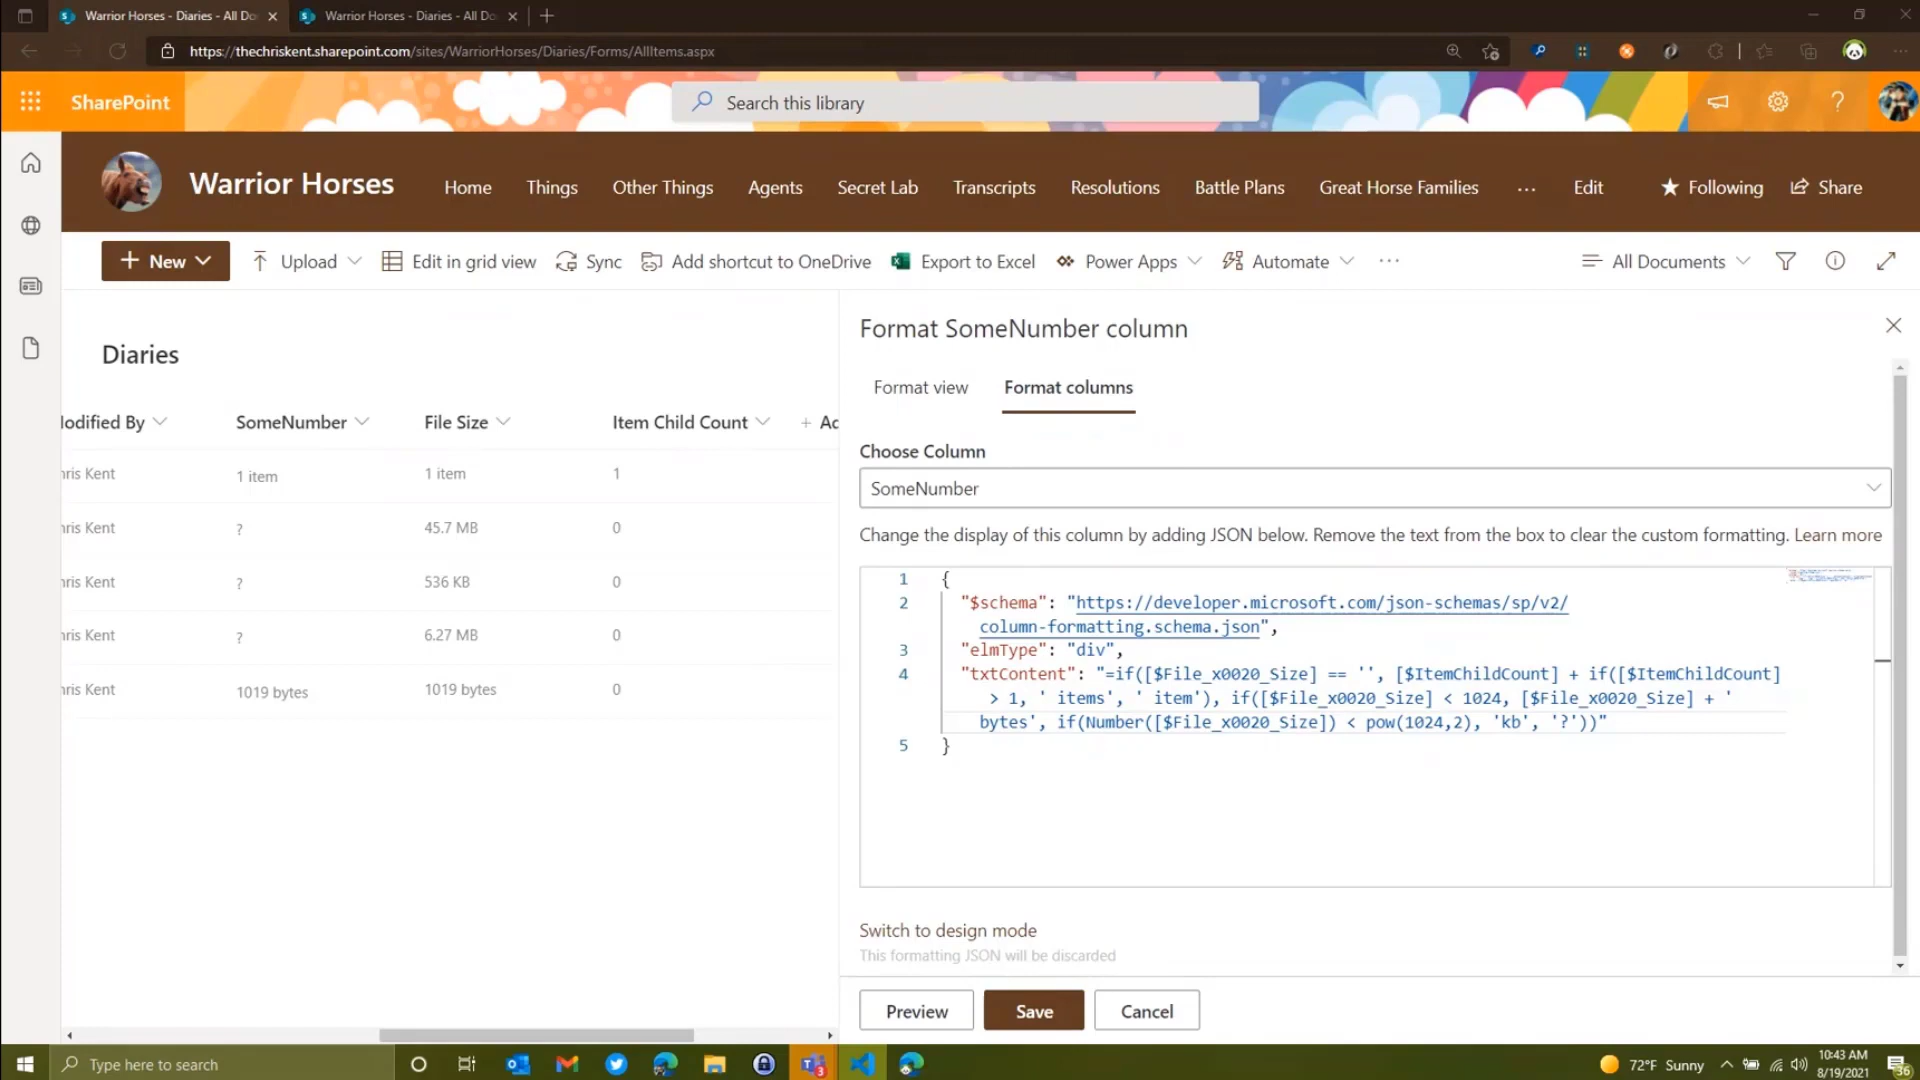 Warrior Horses - Diaries - All Do
Warrior Horses - Diaries - All Do
https://thechriskent.sharepoint.com/sites/WarriorHorses/Diaries/Forms/AllItems.aspx
SharePoint
Search this library
Warrior Horses
Home
Things
Other Things
Agents
Secret Lab
Transcripts
Resolutions
Battle Plans
Great Horse Families
...
Edit
Following
Share
+ New
Upload
Edit in grid view
Sync
Add shortcut to OneDrive
Export to Excel
Power Apps
Automate
...
All Documents
Diaries
lodified By
SomeNumber
File Size
Item Child Count
+ Ad
hris Kent
1 item
1 item
1
hris Kent
?
45.7 MB
0
hris Kent
?
536 KB
0
hris Kent
?
6.27 MB
0
hris Kent
1019 bytes
1019 bytes
0
Format SomeNumber column
Format view
Format columns
Choose Column
SomeNumber
Change the display of this column by adding JSON below. Remove the text from the box to clear the custom formatting. Learn more
1 {
2 "$schema": "https://developer.microsoft.com/json-schemas/sp/v2/
column-formatting.schema.json",
3 "elmType": "div",
4 "txtContent": "=if([$File_x0020_Size] == '', [$ItemChildCount] + if([$ItemChildCount]
> 1, ' items', ' item'), if([$File_x0020_Size] < 1024, [$File_x0020_Size] + '
bytes', if(Number([$File_x0020_Size]) < pow(1024,2), 'kb', '?'))"
5 }
Switch to design mode
This formatting JSON will be discarded
Preview
Save
Cancel
Type here to search
3
72°F Sunny
10:43 AM
8/19/2021
36